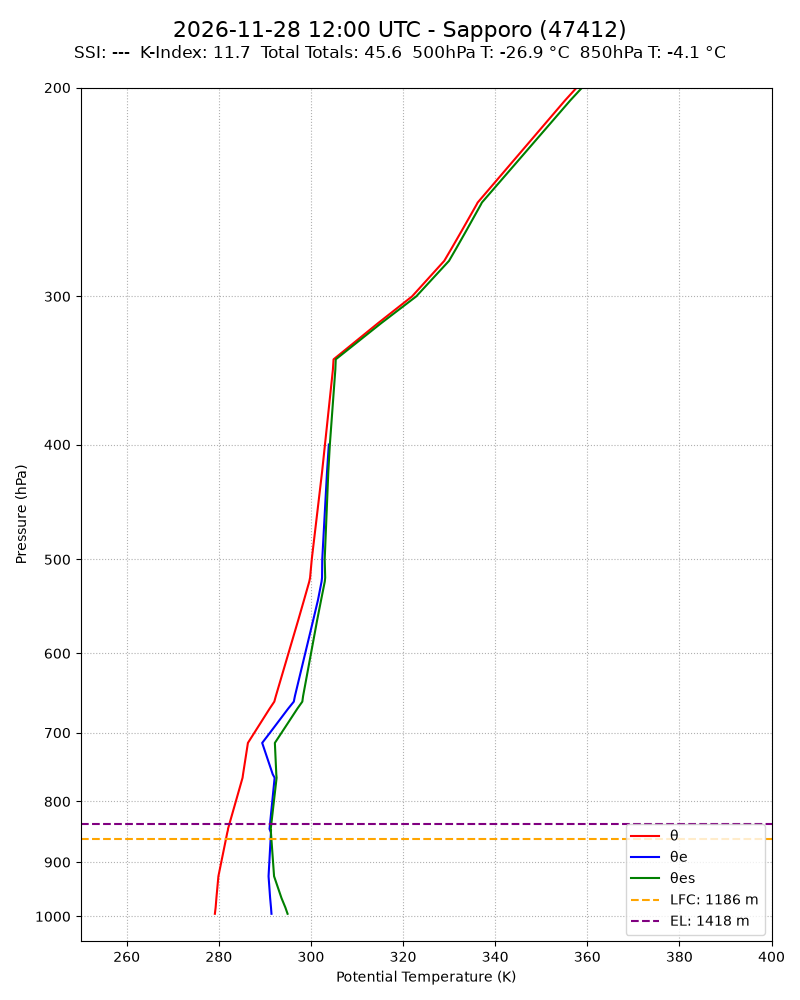 2026-11-28 12:00 UTC - Sapporo (47412)
SSI: --- K-Index: 11.7 Total Totals: 45.6 500hPa T: -26.9 °C 850hPa T: -4.1 °C
200
300
400
500
600
700
800
900
1000
Pressure (hPa)
θ
θe
θes
LFC: 1186 m
EL: 1418 m
260 280 300 320 340 360 380 400
Potential Temperature (K)